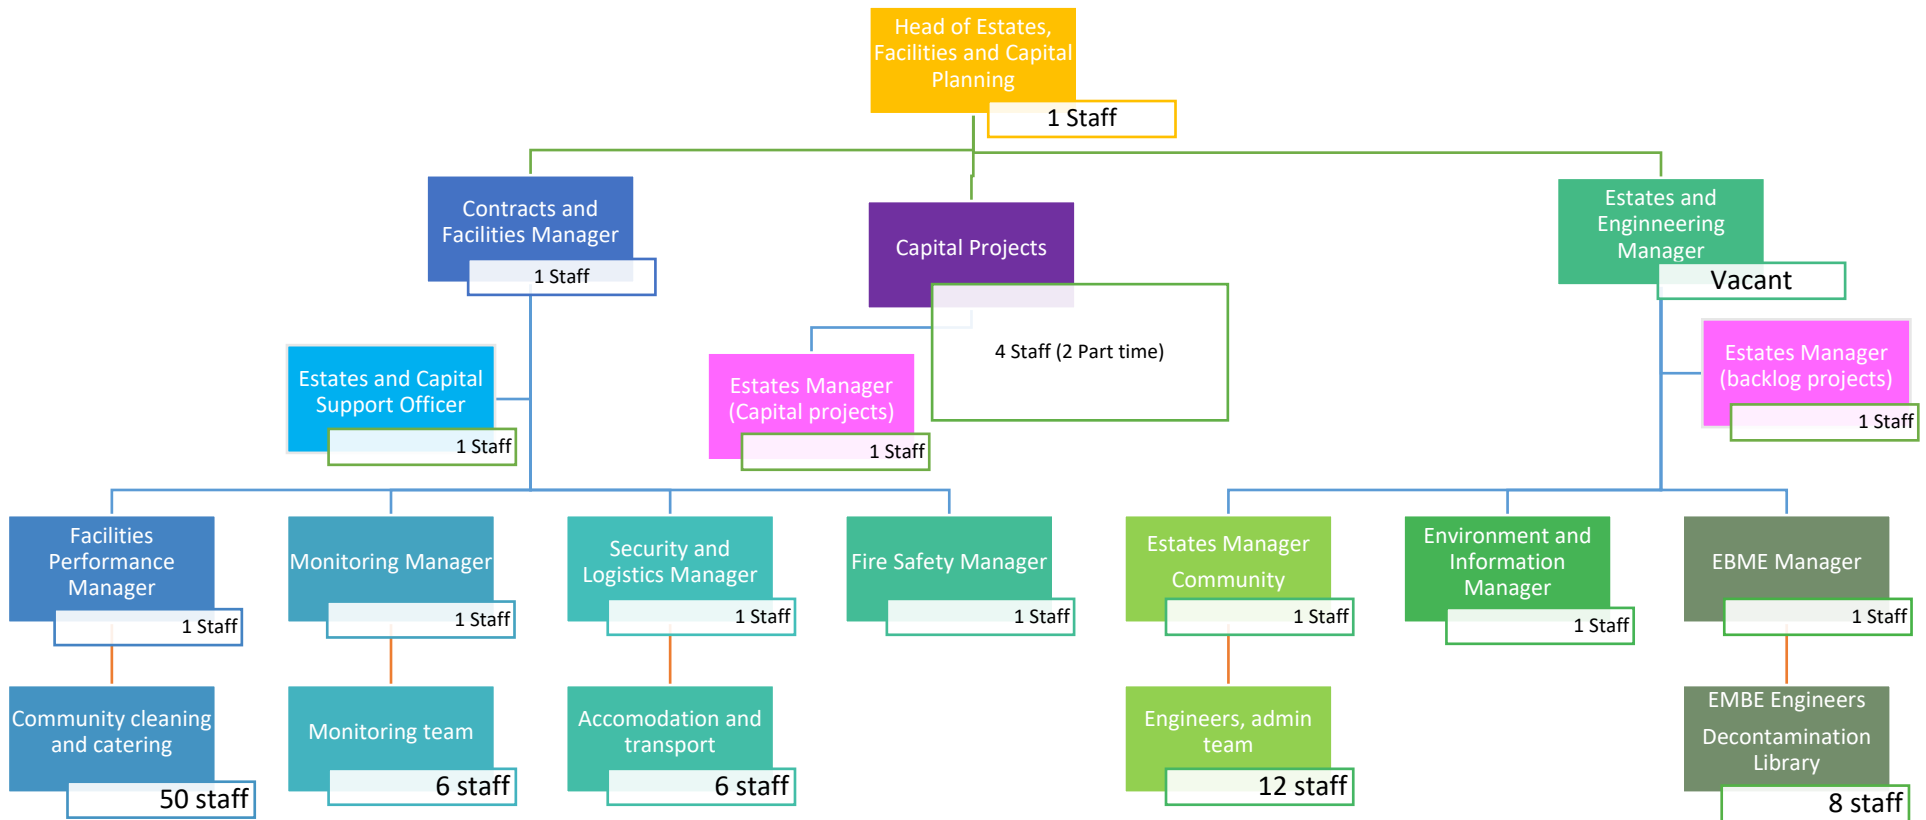 Head of Estates,
Facilities and Capital
Planning
1 Staff
Contracts and
Facilities Manager
1 Staff
Capital Projects
4 Staff (2 Part time)
Estates and
Enginneering
Manager
Vacant
Estates and Capital
Support Officer
1 Staff
Estates Manager
(Capital projects)
1 Staff
Estates Manager
(backlog projects)
1 Staff
Facilities
Performance
Manager
1 Staff
Monitoring Manager
1 Staff
Security and
Logistics Manager
1 Staff
Fire Safety Manager
1 Staff
Estates Manager
Community
1 Staff
Environment and
Information
Manager
1 Staff
EBME Manager
1 Staff
Community cleaning
and catering
50 staff
Monitoring team
6 staff
Accomodation and
transport
6 staff
Engineers, admin
team
12 staff
EMBE Engineers
Decontamination
Library
8 staff